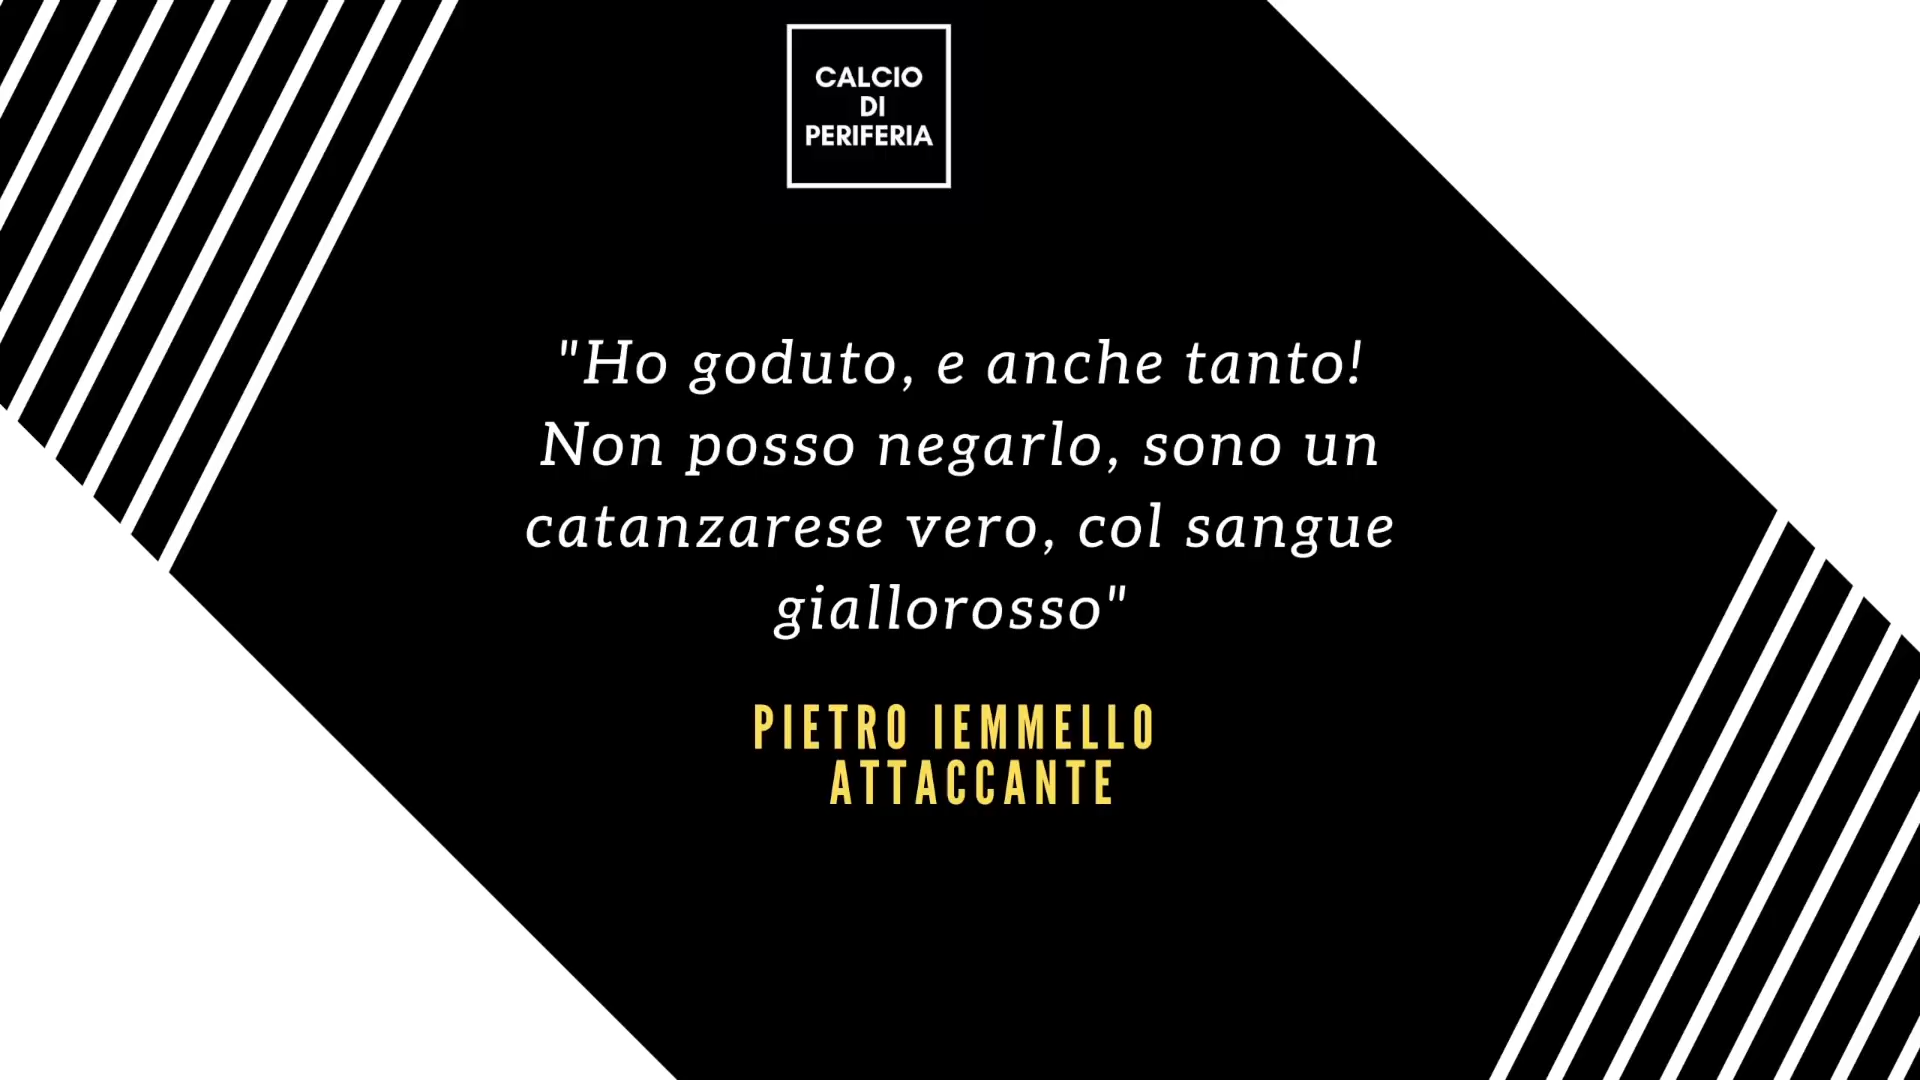 CALCIO
DI
PERIFERIA
"Ho goduto, e anche tanto!
Non posso negarlo, sono un
catanzarese vero, col sangue
giallorosso"
PIETRO IEMMELLO
ATTACCANTE